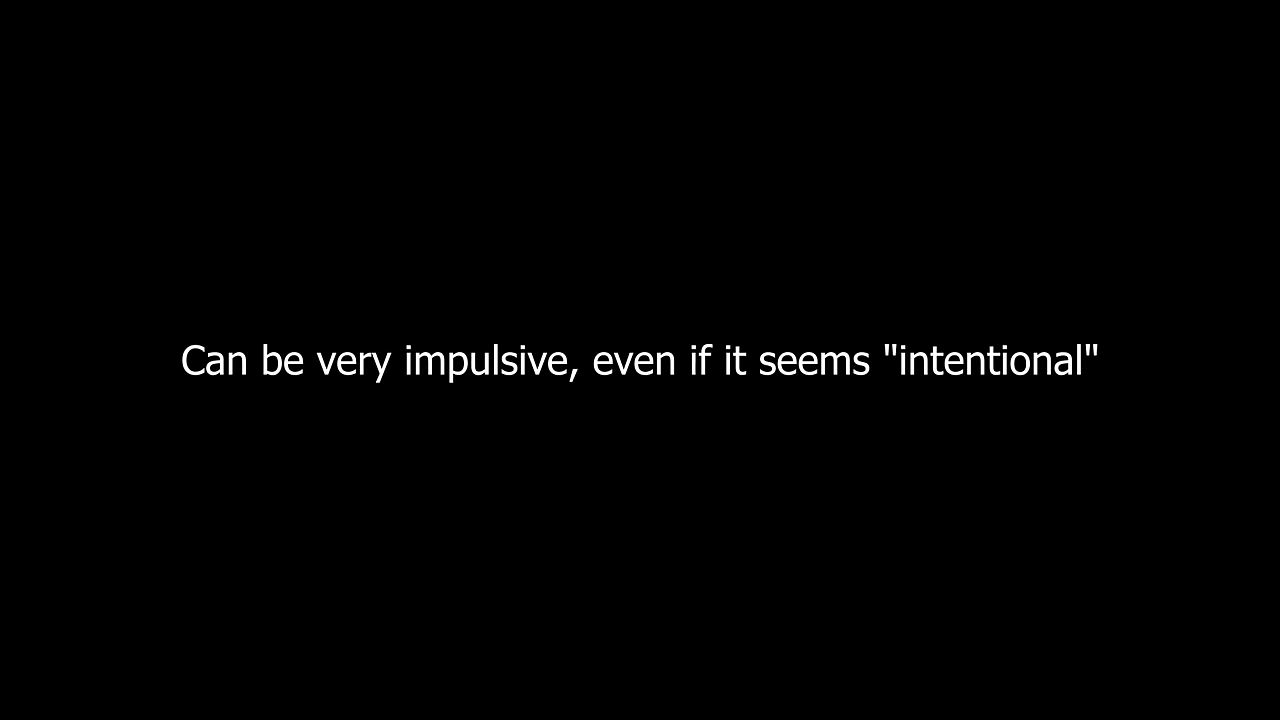 Can be very impulsive, even if it seems "intentional"